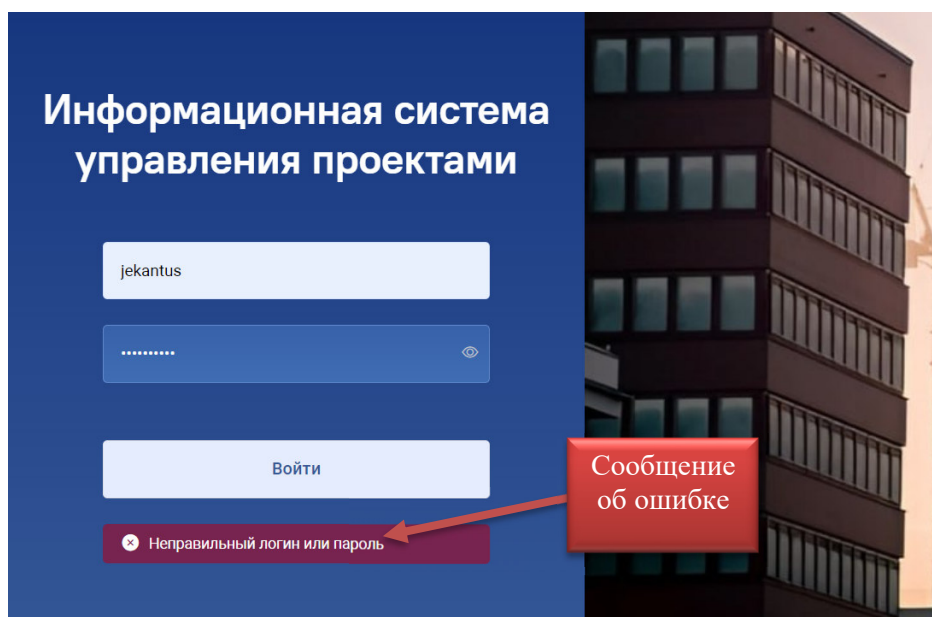 Информационная система
управления проектами
jekantus
••••••••••
Войти
Сообщение
об ошибке
Неправильный логин или пароль